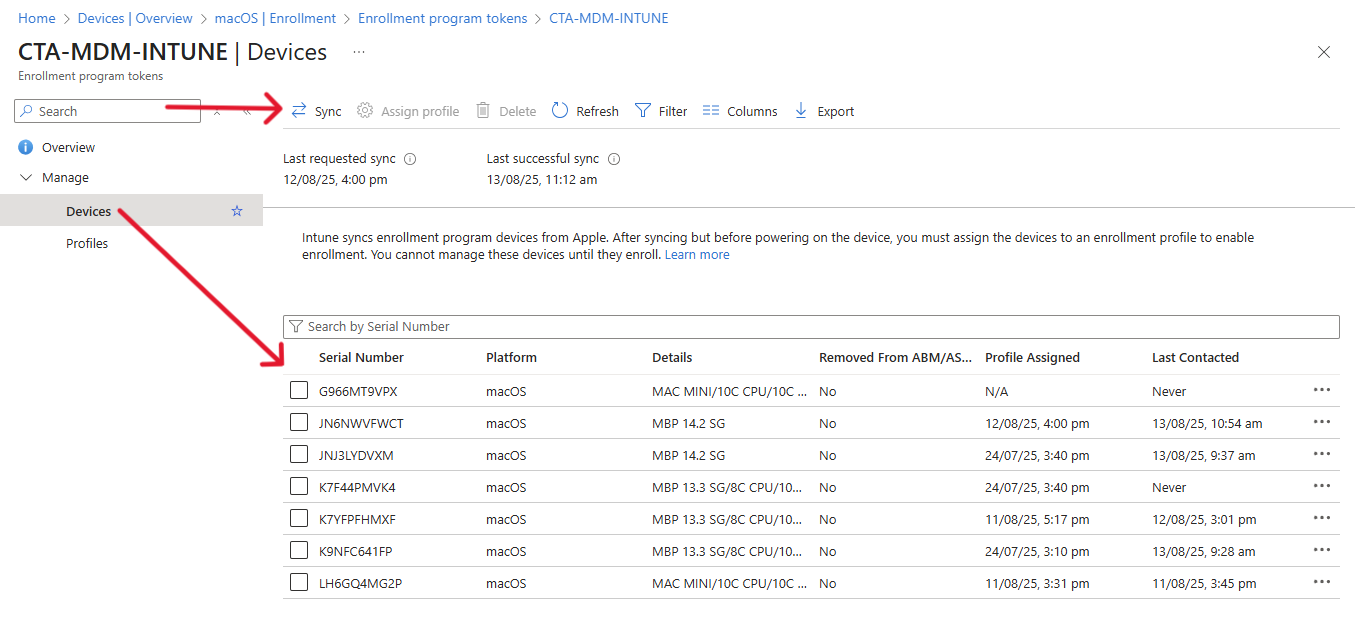 Home > Devices | Overview > macOS | Enrollment > Enrollment program tokens > CTA-MDM-INTUNE
CTA-MDM-INTUNE | Devices ...
Enrollment program tokens
Search
Sync Assign profile Delete Refresh Filter Columns Export
Overview
Manage
Devices
Profiles
Last requested sync Last successful sync
12/08/25, 4:00 pm 13/08/25, 11:12 am
Intune syncs enrollment program devices from Apple. After syncing but before powering on the device, you must assign the devices to an enrollment profile to enable
enrollment. You cannot manage these devices until they enroll. Learn more
Search by Serial Number
Serial Number Platform Details Removed From ABM/AS... Profile Assigned Last Contacted
G966MT9VPX macOS MAC MINI/10C CPU/10C ... No N/A Never
JN6NWVFWCT macOS MBP 14.2 SG No 12/08/25, 4:00 pm 13/08/25, 10:54 am
JNJ3LYDVXM macOS MBP 14.2 SG No 24/07/25, 3:40 pm 13/08/25, 9:37 am
K7F44PMVK4 macOS MBP 13.3 SG/8C CPU/10... No 24/07/25, 3:40 pm Never
K7YFPFHMXF macOS MBP 13.3 SG/8C CPU/10... No 11/08/25, 5:17 pm 12/08/25, 3:01 pm
K9NFC641FP macOS MBP 13.3 SG/8C CPU/10... No 24/07/25, 3:10 pm 13/08/25, 9:28 am
LH6GQ4MG2P macOS MAC MINI/10C CPU/10C ... No 11/08/25, 3:31 pm 11/08/25, 3:45 pm